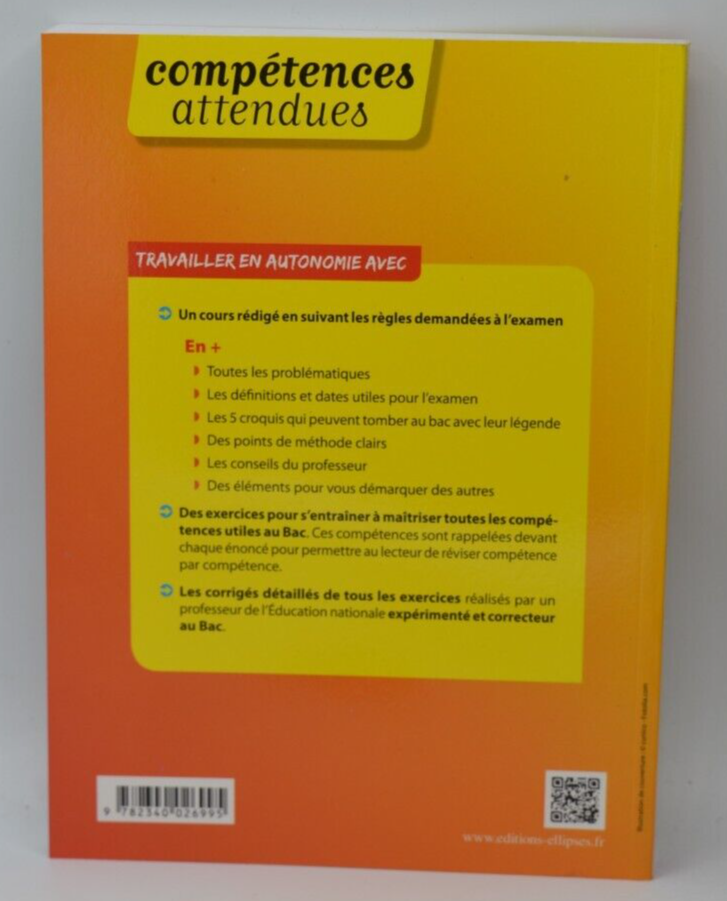 compétences
attendues
TRAVAILLER EN AUTONOMIE AVEC
Un cours rédigé en suivant les règles demandées à l'examen
En +
Toutes les problématiques
Les définitions et dates utiles pour l'examen
Les 5 croquis qui peuvent tomber au bac avec leur légende
Des points de méthode clairs
Les conseils du professeur
Des éléments pour vous démarquer des autres
Des exercices pour s'entraîner à maîtriser toutes les compé-
tences utiles au Bac. Ces compétences sont rappelées devant
chaque énoncé pour permettre au lecteur de réviser compétence
par compétence.
Les corrigés détaillés de tous les exercices réalisés par un
professeur de l'Éducation nationale expérimenté et correcteur
au Bac.
9 782340 026995
www.editions-ellipses.fr
Illustration de couverture